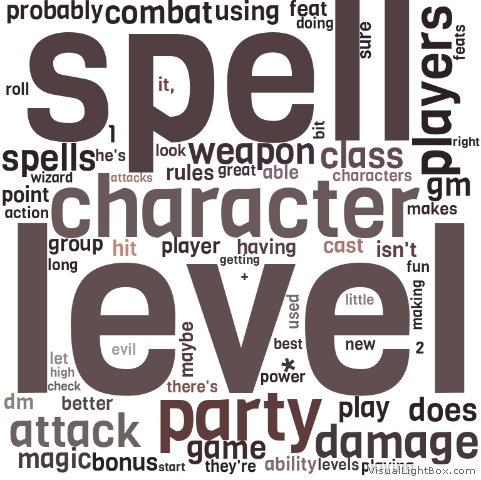 probably combat using feat
doing
sure
players
feats
roll
spell
it,
1
bit
right
spells he's look weapon class
wizard attacks rules great able characters
point
action
character
gm
makes
group hit player having cast isn't
long
getting
+
fun
level
used
little
making
maybe
best
new
2
evil
let
high
check
*
power
there's
dm better
party
play does
attack
game
damage
magic bonus start they're ability levels playing
VisualLightBox.com